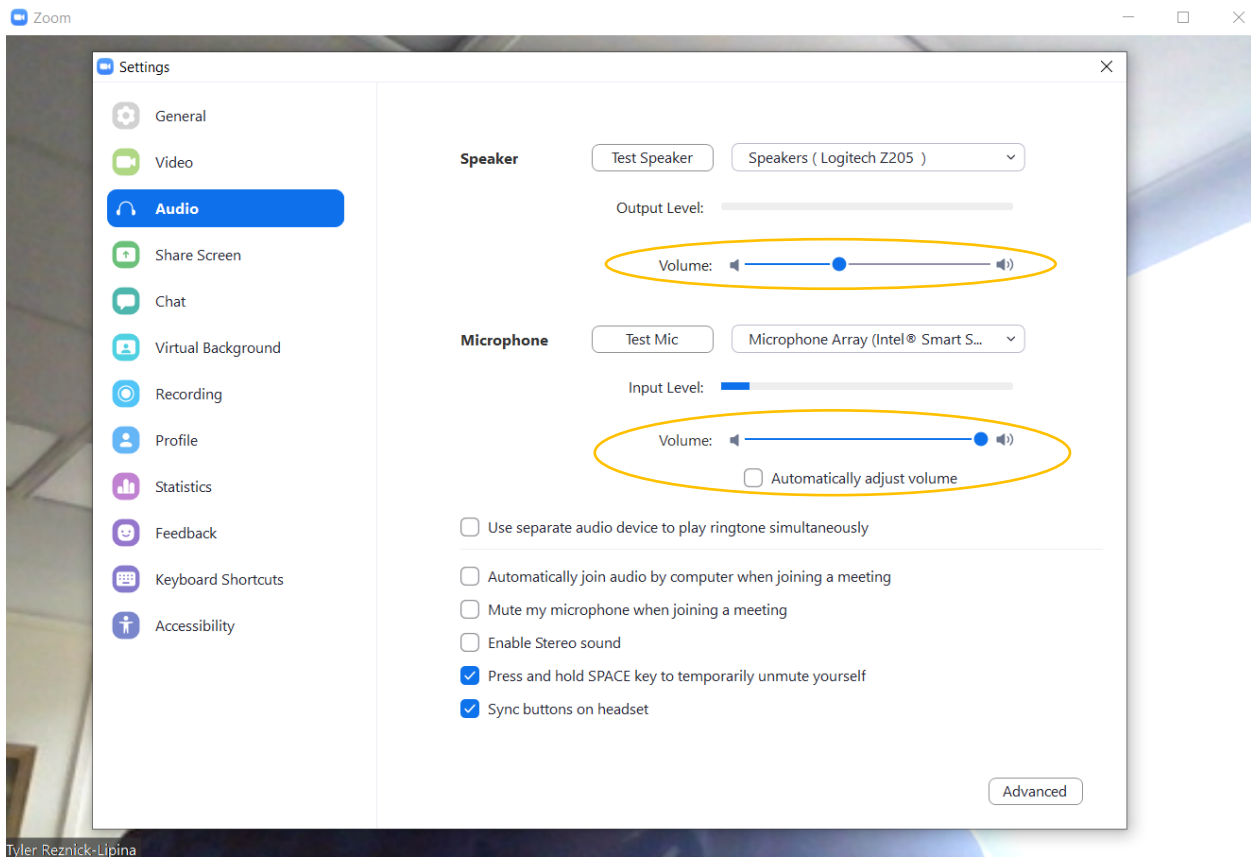 Zoom
Settings
General
Video
Audio
Share Screen
Chat
Virtual Background
Recording
Profile
Statistics
Feedback
Keyboard Shortcuts
Accessibility
Speaker Test Speaker Speakers ( Logitech Z205 )
Output Level:
Volume:
Microphone Test Mic Microphone Array (Intel® Smart S...
Input Level:
Volume:
Automatically adjust volume
Use separate audio device to play ringtone simultaneously
Automatically join audio by computer when joining a meeting
Mute my microphone when joining a meeting
Enable Stereo sound
Press and hold SPACE key to temporarily unmute yourself
Sync buttons on headset
Advanced
Tyler Reznick-Lipina